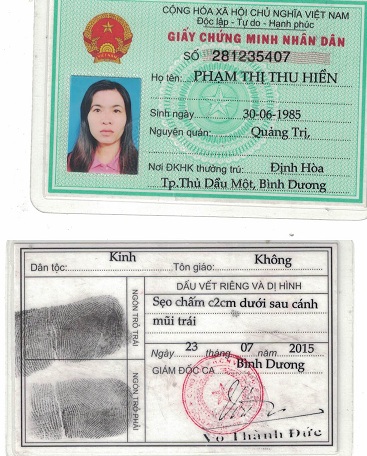 CỘNG HÒA XÃ HỘI CHỦ NGHĨA VIỆT NAM
Độc lập - Tự do - Hạnh phúc
GIẤY CHỨNG MINH NHÂN DÂN
SỐ 281235407
Họ tên: PHẠM THỊ THU HIỀN
Sinh ngày 30-06-1985
Nguyên quán: Quảng Trị,
Nơi ĐKHK thường trú: Định Hòa
Tp.Thủ Dầu Một, Bình Dương
Dân tộc: Kinh Tôn giáo: Không
NGÓN TRỎ TRÁI
NGÓN TRỎ PHẢI
DẤU VẾT RIÊNG VÀ DỊ HÌNH
Sẹo chấm c2cm dưới sau cánh
mũi trái
Ngày 23 tháng 07 năm 2015
GIÁM ĐỐC CA Bình Dương
Võ Thành Đức